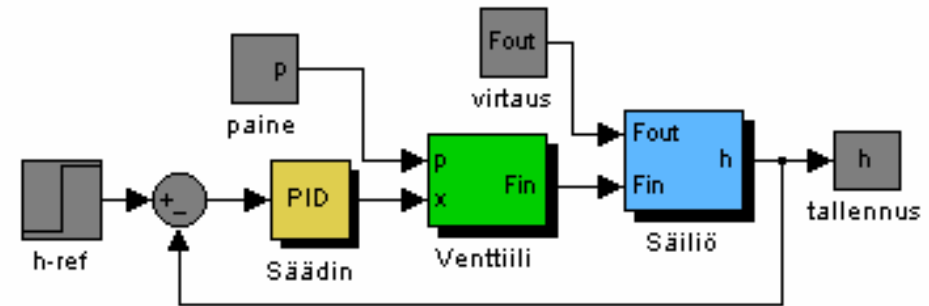 Fout
virtaus
p
paine
Fout
h
Fin
h
tallennus
Säiliö
p
Fin
x
Venttiili
PID
Säädin
+
−
h-ref